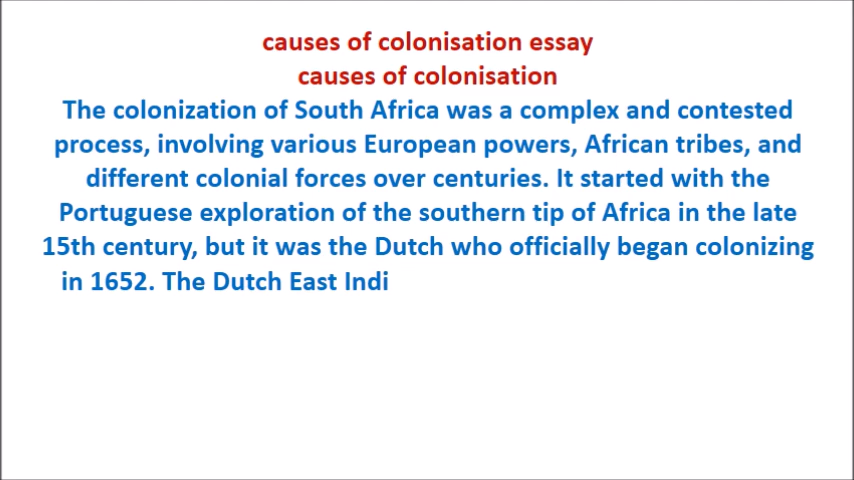 causes of colonisation essay
causes of colonisation
The colonization of South Africa was a complex and contested
process, involving various European powers, African tribes, and
different colonial forces over centuries. It started with the
Portuguese exploration of the southern tip of Africa in the late
15th century, but it was the Dutch who officially began colonizing
in 1652. The Dutch East Indi